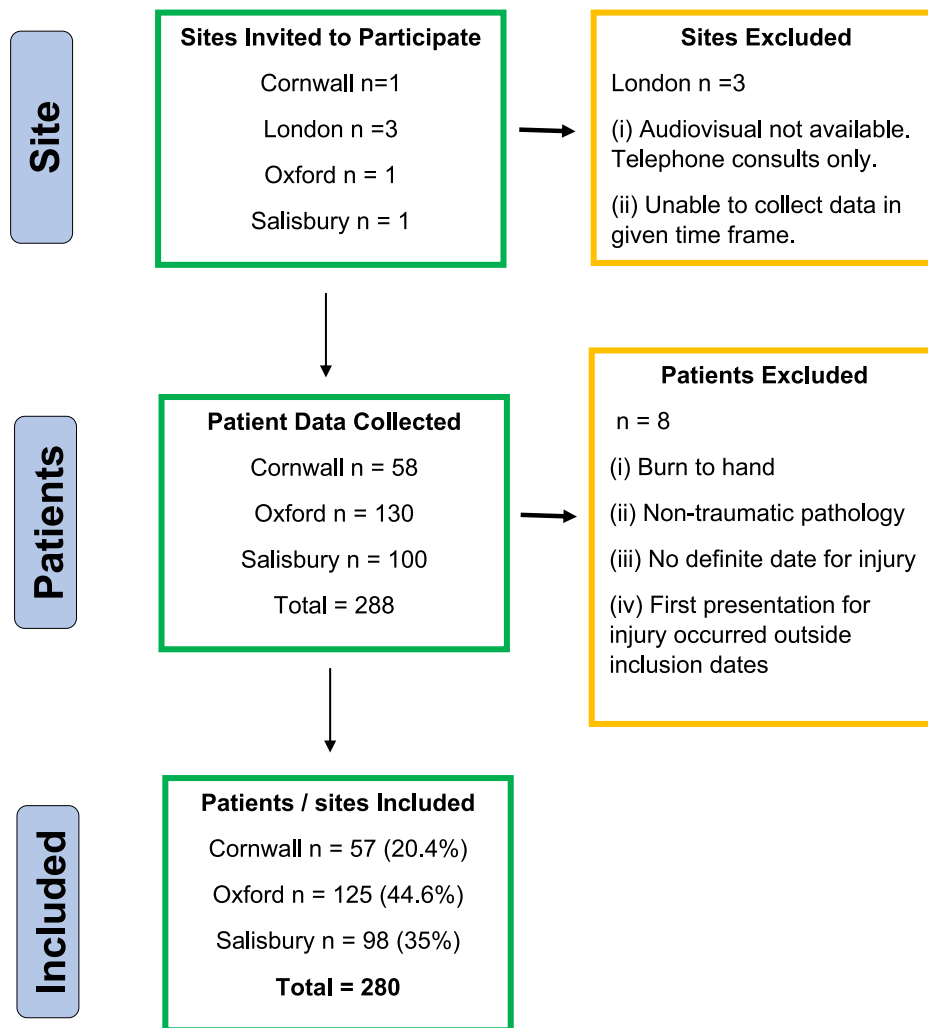 Site
Sites Invited to Participate
Cornwall n=1
London n =3
Oxford n = 1
Salisbury n = 1
Sites Excluded
London n =3
(i) Audiovisual not available.
Telephone consults only.
(ii) Unable to collect data in
given time frame.
Patients
Patient Data Collected
Cornwall n = 58
Oxford n = 130
Salisbury n = 100
Total = 288
Patients Excluded
n = 8
(i) Burn to hand
(ii) Non-traumatic pathology
(iii) No definite date for injury
(iv) First presentation for
injury occurred outside
inclusion dates
Included
Patients / sites Included
Cornwall n = 57 (20.4%)
Oxford n = 125 (44.6%)
Salisbury n = 98 (35%)
Total = 280